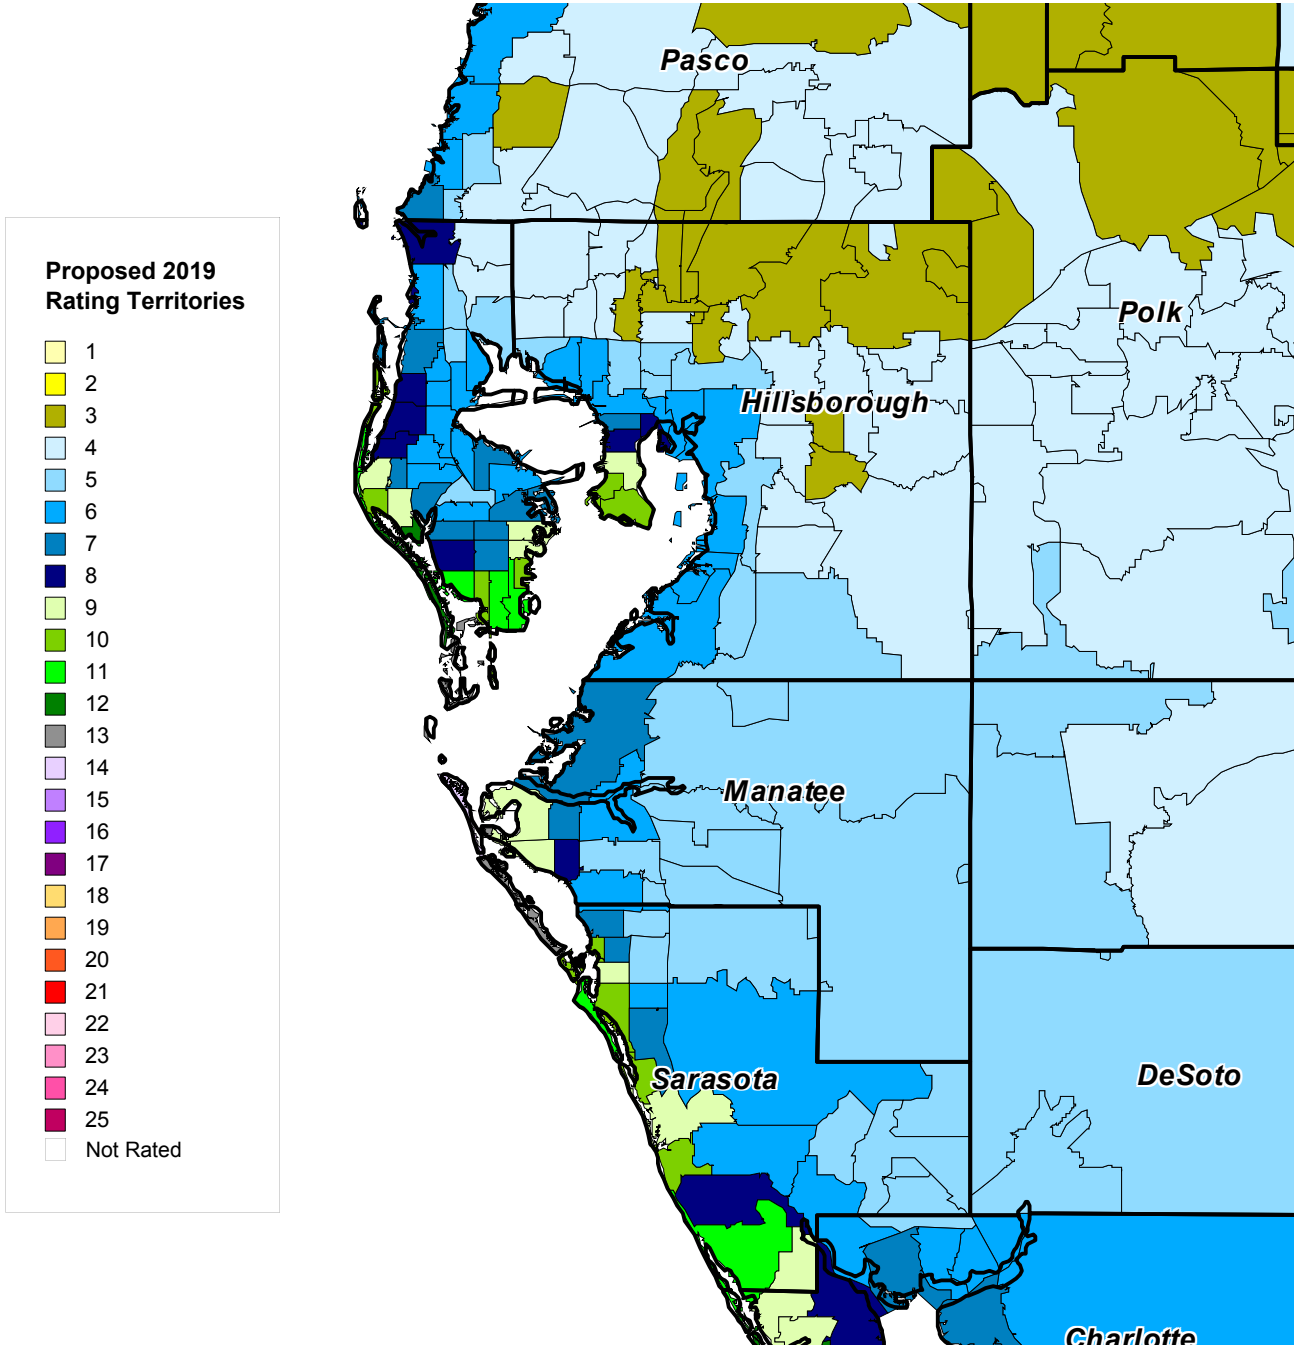 Pasco
Proposed 2019
Rating Territories
Polk
1
2
3
Hillsborough
4
5
6
7
8
9
10
11
12
13
14
Manatee
15
16
17
18
19
20
21
22
23
24
Sarasota
DeSoto
25
Not Rated
Charlotte